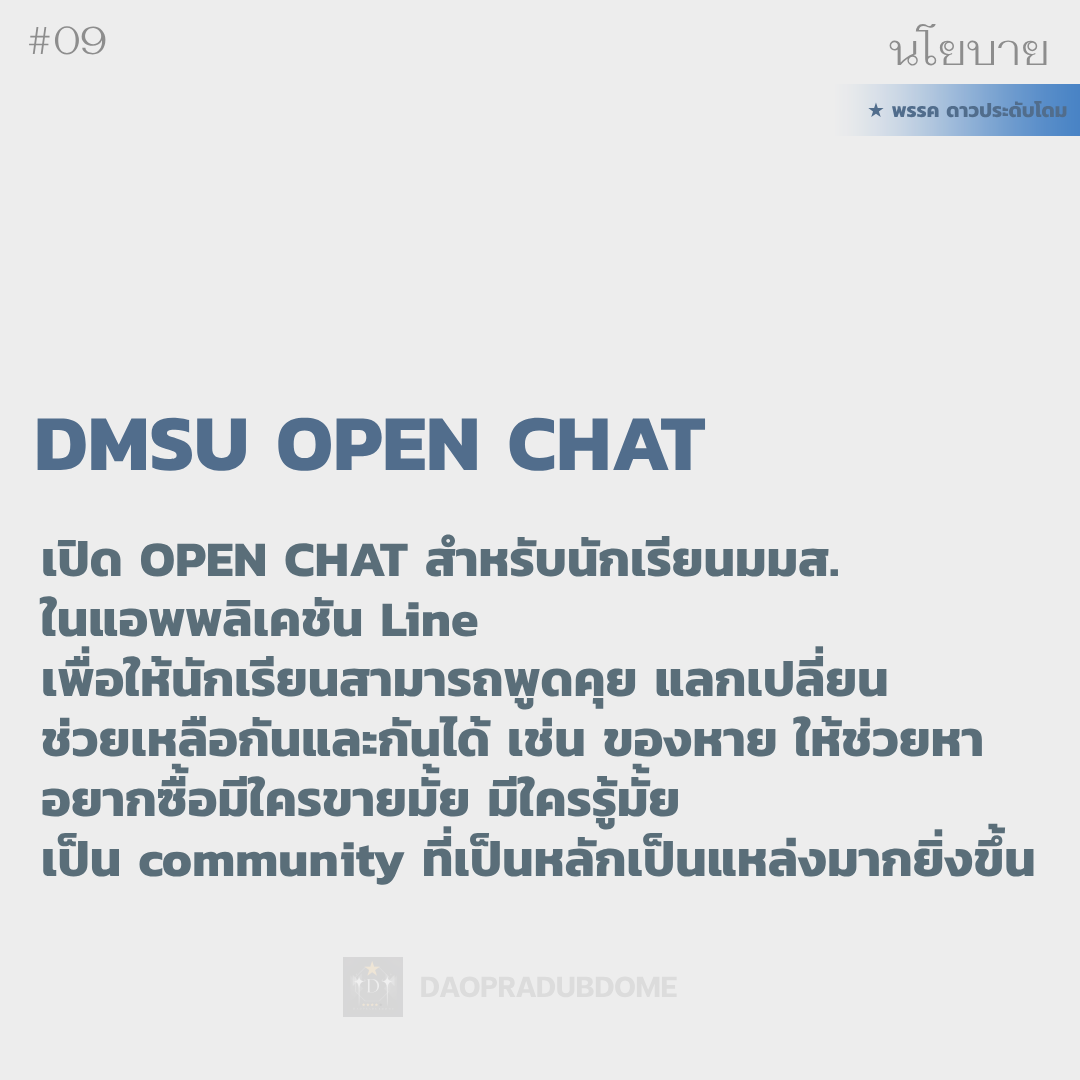 #09
นโยบาย
★ พรรค ดาวประดับโดม
DMSU OPEN CHAT
เปิด OPEN CHAT สำหรับนักเรียนมมส.
ในแอพพลิเคชัน Line
เพื่อให้นักเรียนสามารถพูดคุย แลกเปลี่ยน
ช่วยเหลือกันและกันได้ เช่น ของหาย ให้ช่วยหา
อยากซื้อมีใครขายมั้ย มีใครรู้มั้ย
เป็น community ที่เป็นหลักเป็นแหล่งมากยิ่งขึ้น
D
DAOPRADUBDOME